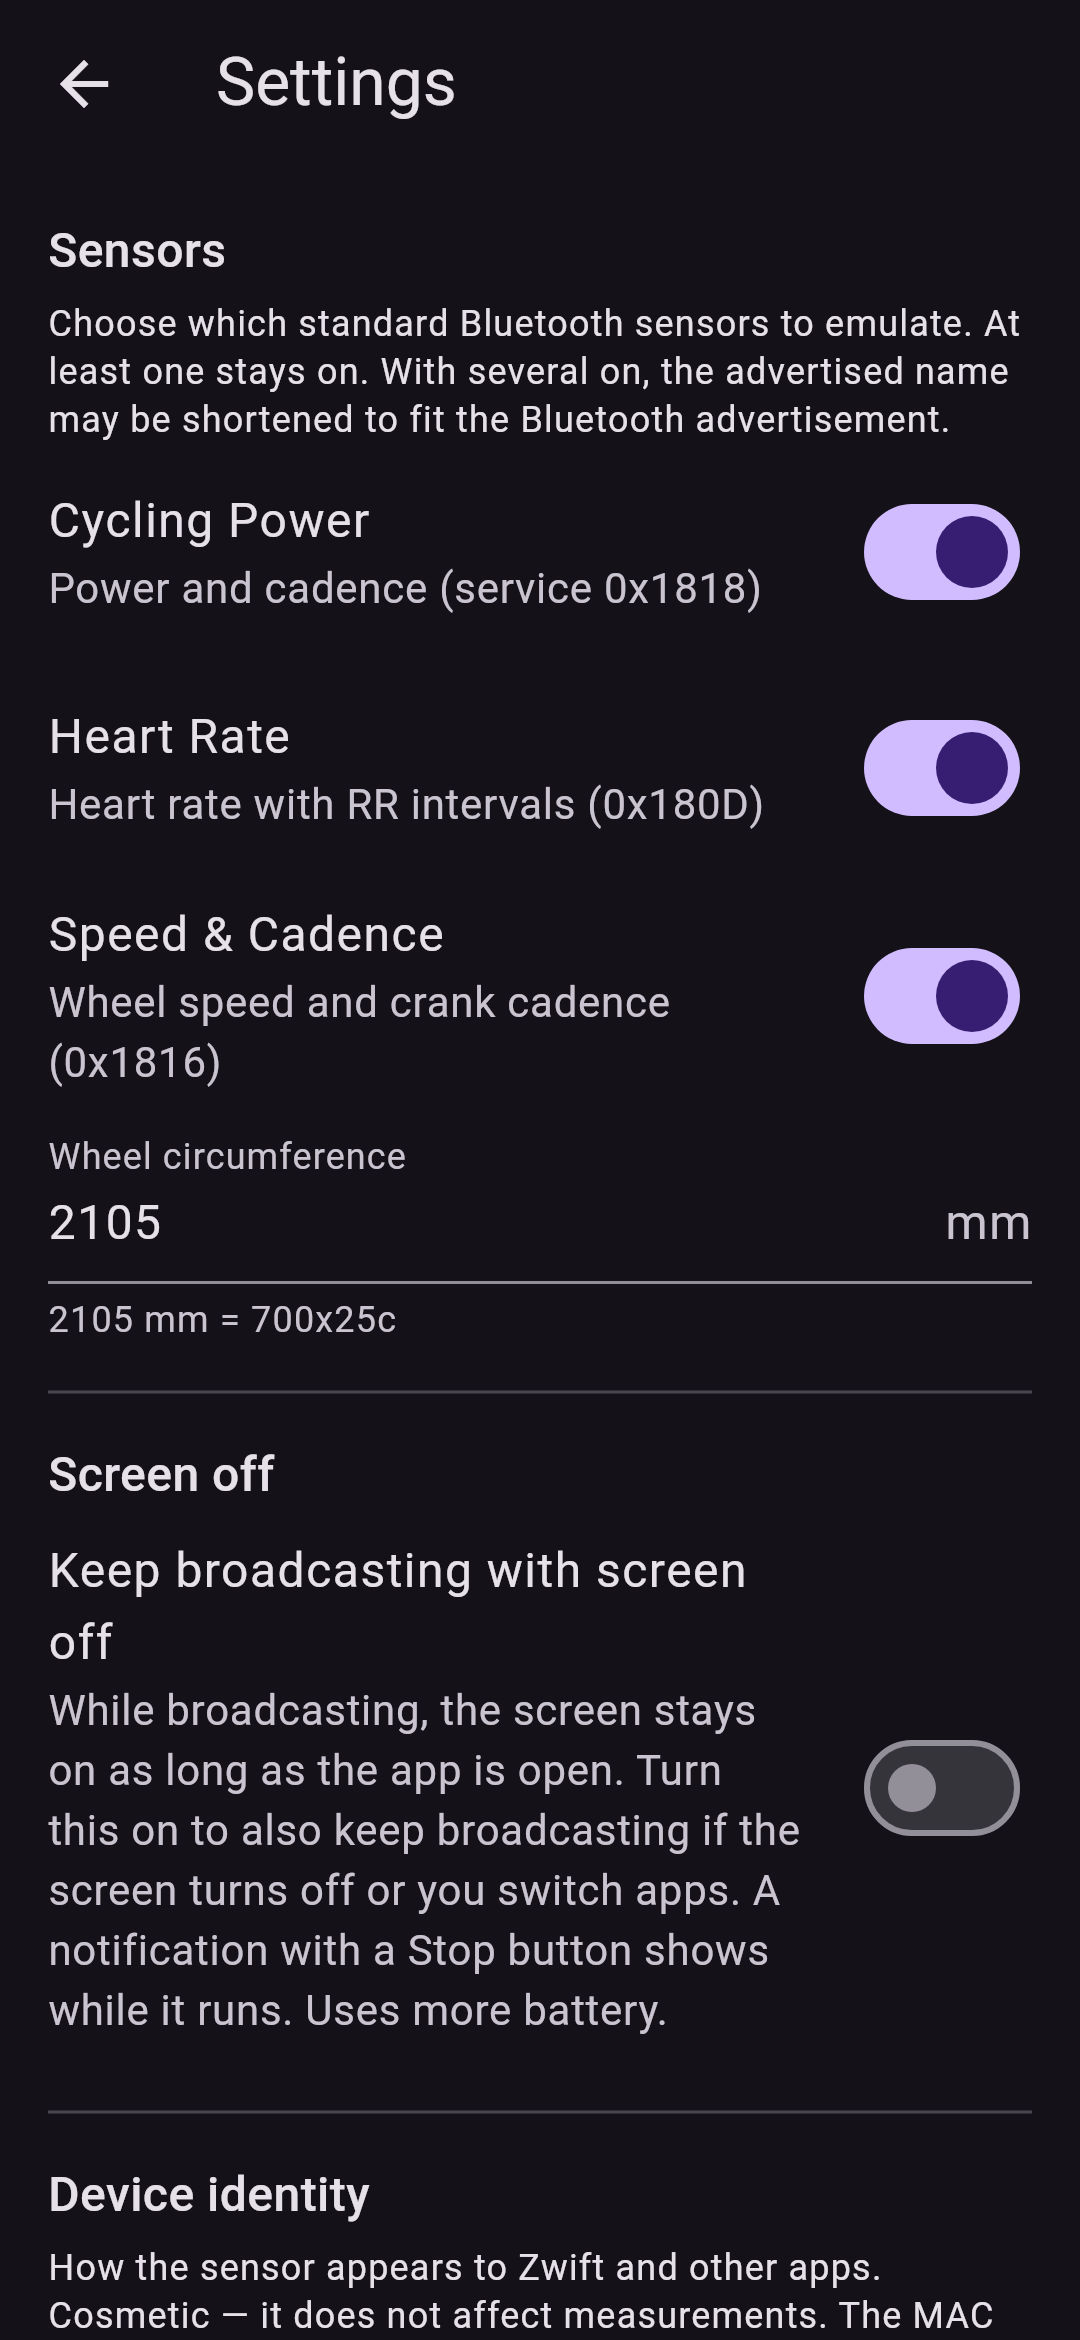 Settings
Sensors
Choose which standard Bluetooth sensors to emulate. At
least one stays on. With several on, the advertised name
may be shortened to fit the Bluetooth advertisement.
Cycling Power
Power and cadence (service 0x1818)
Heart Rate
Heart rate with RR intervals (0x180D)
Speed & Cadence
Wheel speed and crank cadence
(0x1816)
Wheel circumference
2105 mm
2105 mm = 700x25c
Screen off
Keep broadcasting with screen
off
While broadcasting, the screen stays
on as long as the app is open. Turn
this on to also keep broadcasting if the
screen turns off or you switch apps. A
notification with a Stop button shows
while it runs. Uses more battery.
Device identity
How the sensor appears to Zwift and other apps.
Cosmetic — it does not affect measurements. The MAC